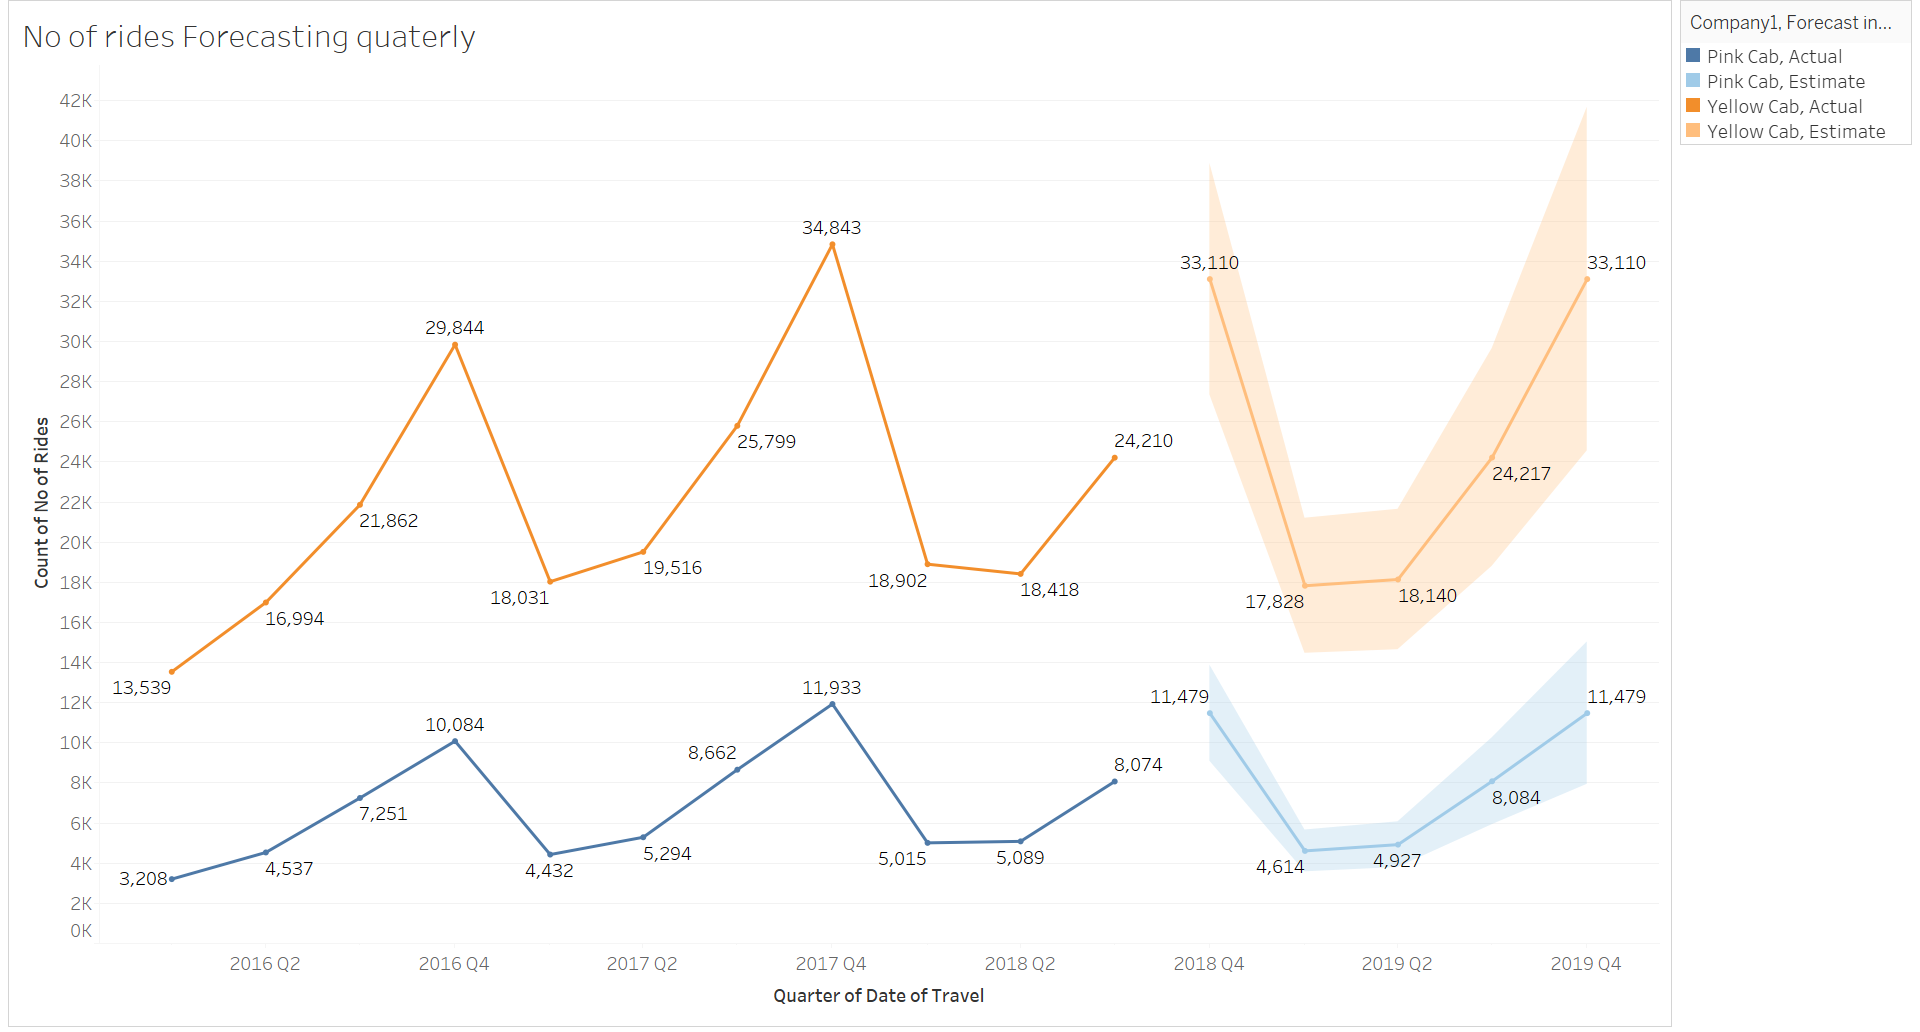 No of rides Forecasting quaterly
Company1, Forecast in...
Pink Cab, Actual
Pink Cab, Estimate
Yellow Cab, Actual
Yellow Cab, Estimate
Count of No of Rides
42K
40K
38K
36K
34K
32K
30K
28K
26K
24K
22K
20K
18K
16K
14K
12K
10K
8K
6K
4K
2K
0K
13,539
16,994
21,862
29,844
18,031
19,516
25,799
34,843
18,902
18,418
24,210
33,110
17,828
18,140
24,217
33,110
3,208
4,537
7,251
10,084
4,432
5,294
8,662
11,933
5,015
5,089
8,074
11,479
4,614
4,927
8,084
11,479
2016 Q2
2016 Q4
2017 Q2
2017 Q4
2018 Q2
2018 Q4
2019 Q2
2019 Q4
Quarter of Date of Travel